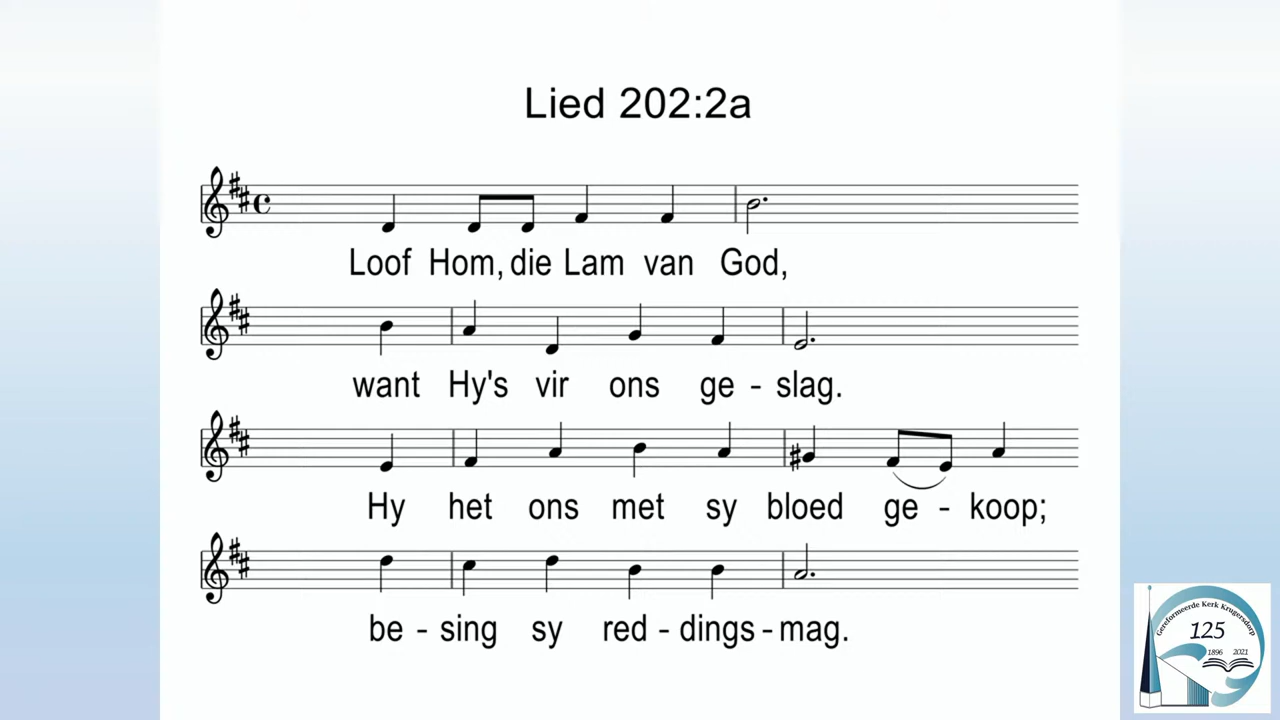 Lied 202:2a
Loof Hom, die Lam van God,
want Hy's vir ons ge - slag.
Hy het ons met sy bloed ge - koop;
be - sing sy red - dings - mag.
Gereformeerde Kerk Krugersdorp
125
1896 2021